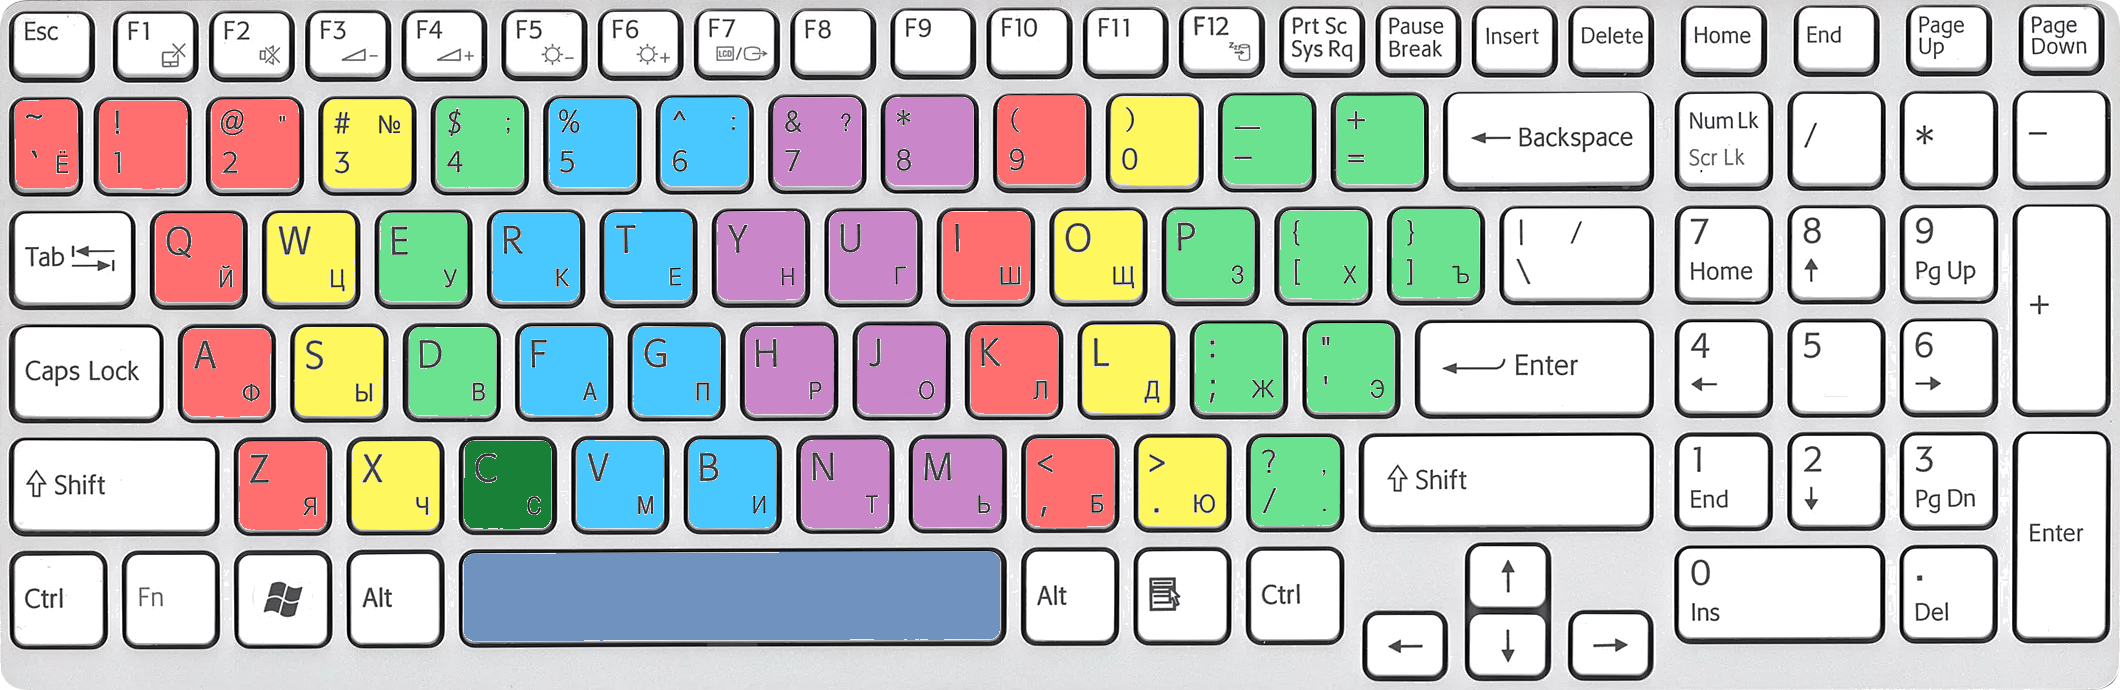 Esc F1 F2 F3 F4 F5 F6 F7 LCD F8 F9 F10 F11 F12 Prt Sc Sys Rq Pause Break Insert Delete Home End Page Up Page Down
~ ` Ё ! 1 @ " 2 # № 3 $ ; 4 % 5 ^ : 6 & ? 7 * 8 ( 9 ) 0 _ - + = Backspace Num Lk Scr Lk / * -
Tab Q Й W Ц E У R К T Е Y Н U Г I Ш O Щ P З { [ Х } ] Ъ | / \ 7 Home 8 9 Pg Up +
Caps Lock A Ф S Ы D В F А G П H Р J О K Л L Д : ; Ж " ' Э Enter 4 5 6
Shift Z Я X Ч C С V М B И N Т M Ь < , Б > . Ю ? , / . Shift 1 End 2 3 Pg Dn Enter
Ctrl Fn Alt Alt Ctrl 0 Ins . Del